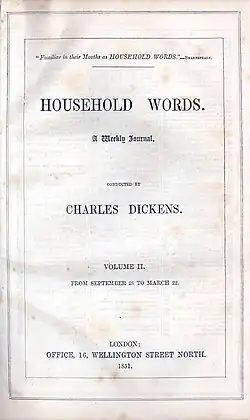 "Familiar in their Mouths as HOUSEHOLD WORDS."—SHAKESPEARE.
HOUSEHOLD WORDS.
A Weekly Journal.
CONDUCTED BY
CHARLES DICKENS.
VOLUME II.
FROM SEPTEMBER 28 TO MARCH 22.
LONDON:
OFFICE, 16, WELLINGTON STREET NORTH.
1851.